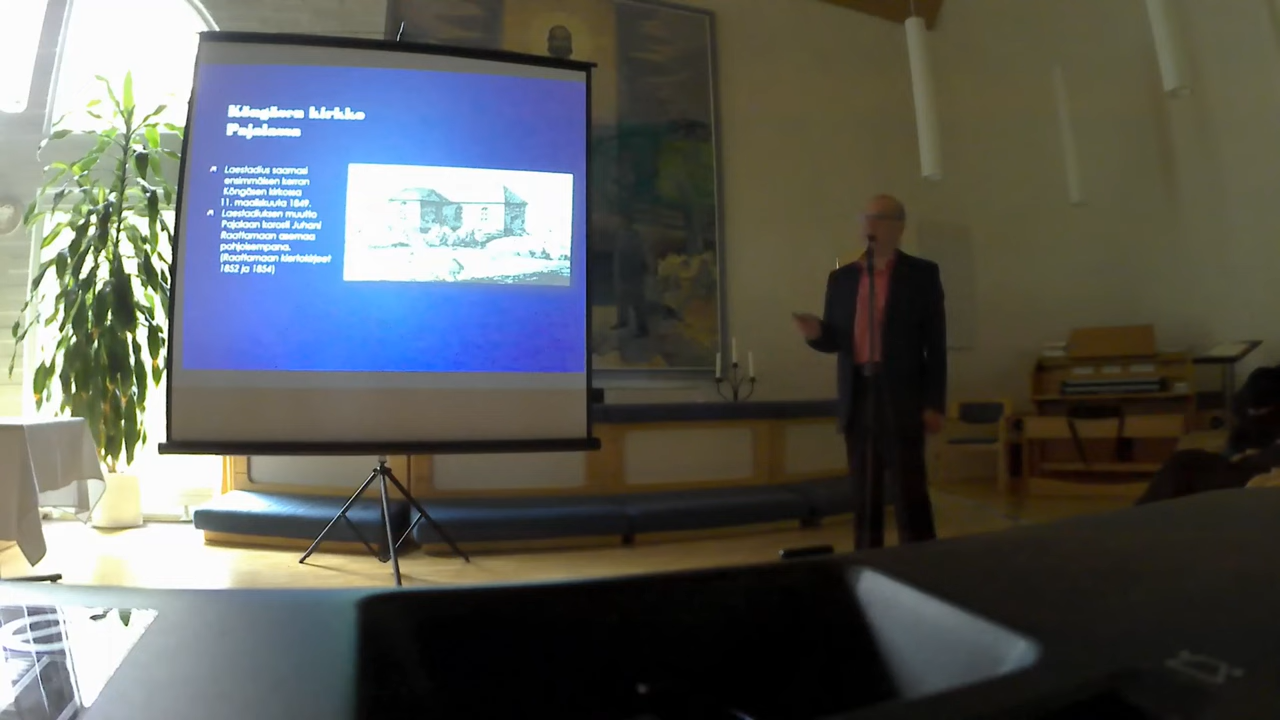 Köngäsen kirkko
Pajalassa
Laestadius saarnasi
ensimmäisen kerran
Köngäsen kirkossa
11. maaliskuuta 1849.
Laestadiuksen muutto
Pajalaan korosti Juhani
Raattamaan asemaa
pohjoisempana.
(Raattamaan kiertokirjeet
1852 ja 1854)